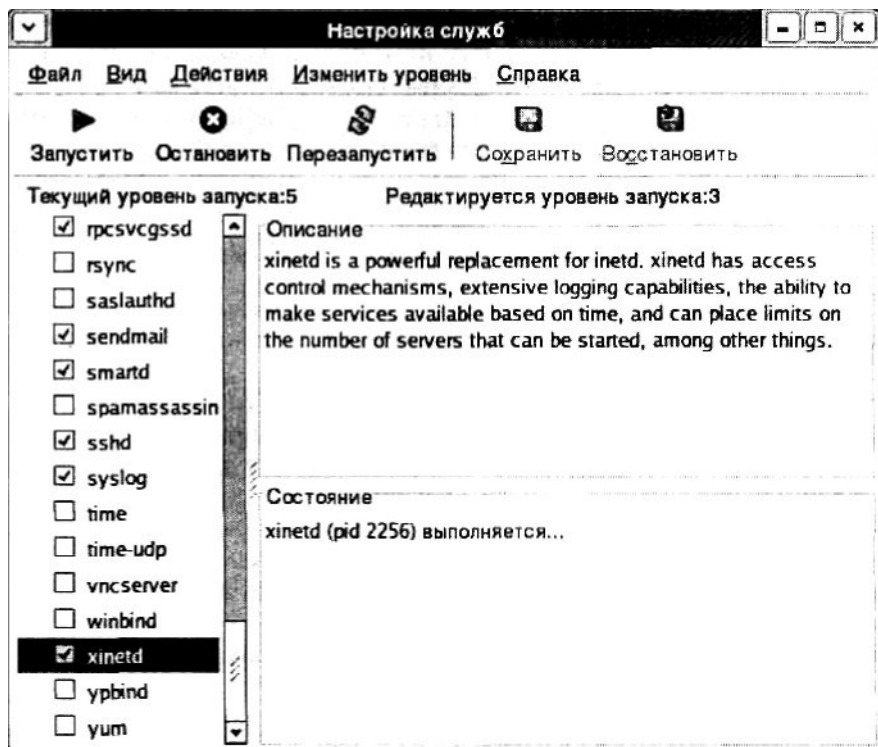 Настройка служб
Файл Вид Действия Изменить уровень Справка
Запустить Остановить Перезапустить Сохранить Восстановить
Текущий уровень запуска:5 Редактируется уровень запуска:3
rpcsvcgssd
rsync
saslauthd
sendmail
smartd
spamassassin
sshd
syslog
time
time-udp
vncserver
winbind
xinetd
ypbind
yum
Описание
xinetd is a powerful replacement for inetd. xinetd has access
control mechanisms, extensive logging capabilities, the ability to
make services available based on time, and can place limits on
the number of servers that can be started, among other things.
Состояние
xinetd (pid 2256) выполняется...